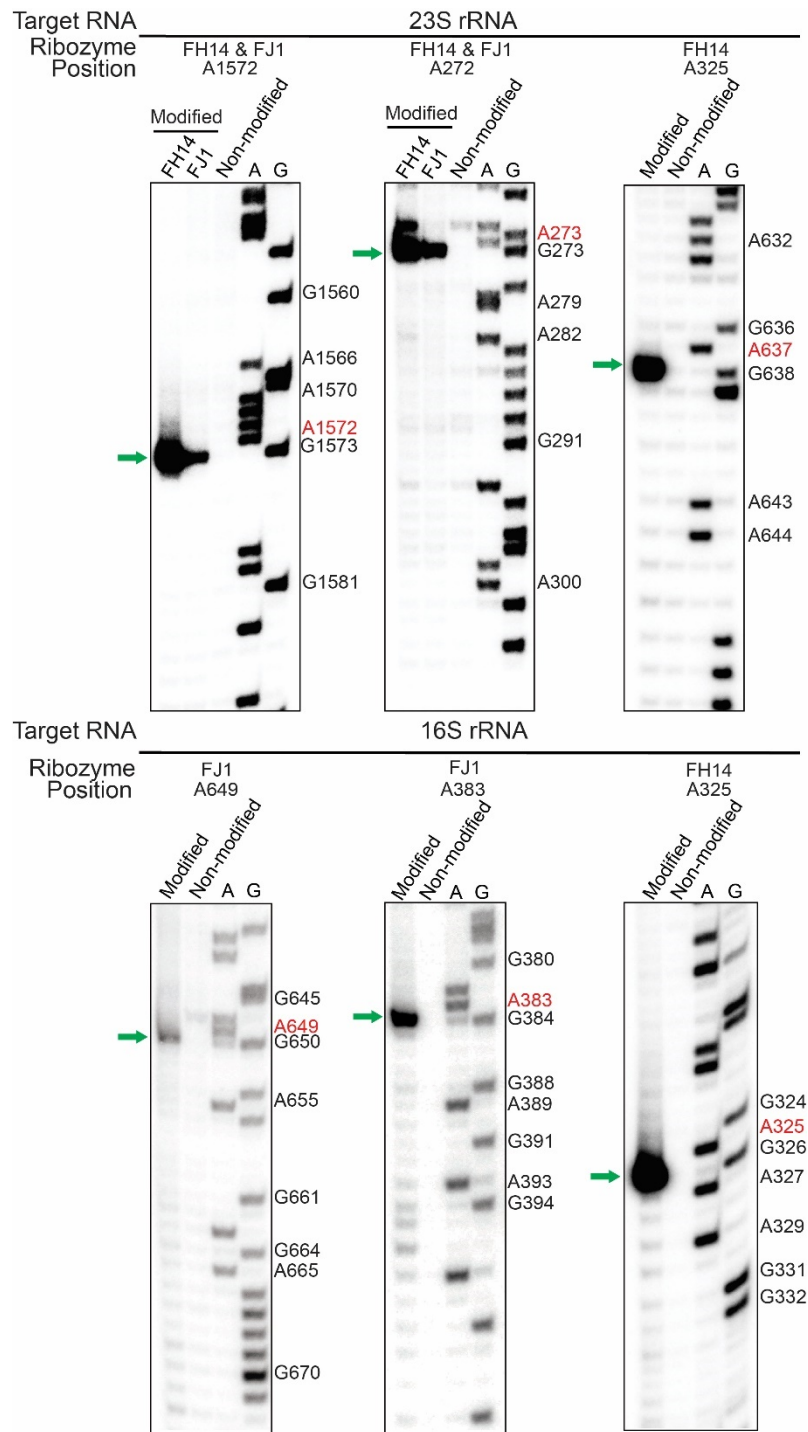 Target RNA 23S rRNA
Ribozyme FH14 & FJ1 FH14 & FJ1 FH14
Position A1572 A272 A325
Modified Modified
FH14 FJ1 Non-modified A G FH14 FJ1 Non-modified A G Modified Non-modified A G
G1560
A1566
A1570
A1572
G1573
G1581
A273
G273
A279
A282
G291
A300
A632
G636
A637
G638
A643
A644
Target RNA 16S rRNA
Ribozyme FJ1 FJ1 FH14
Position A649 A383 A325
Modified Non-modified A G Modified Non-modified A G Modified Non-modified A G
G645
A649
G650
A655
G661
G664
A665
G670
G380
A383
G384
G388
A389
G391
A393
G394
G324
A325
G326
A327
A329
G331
G332